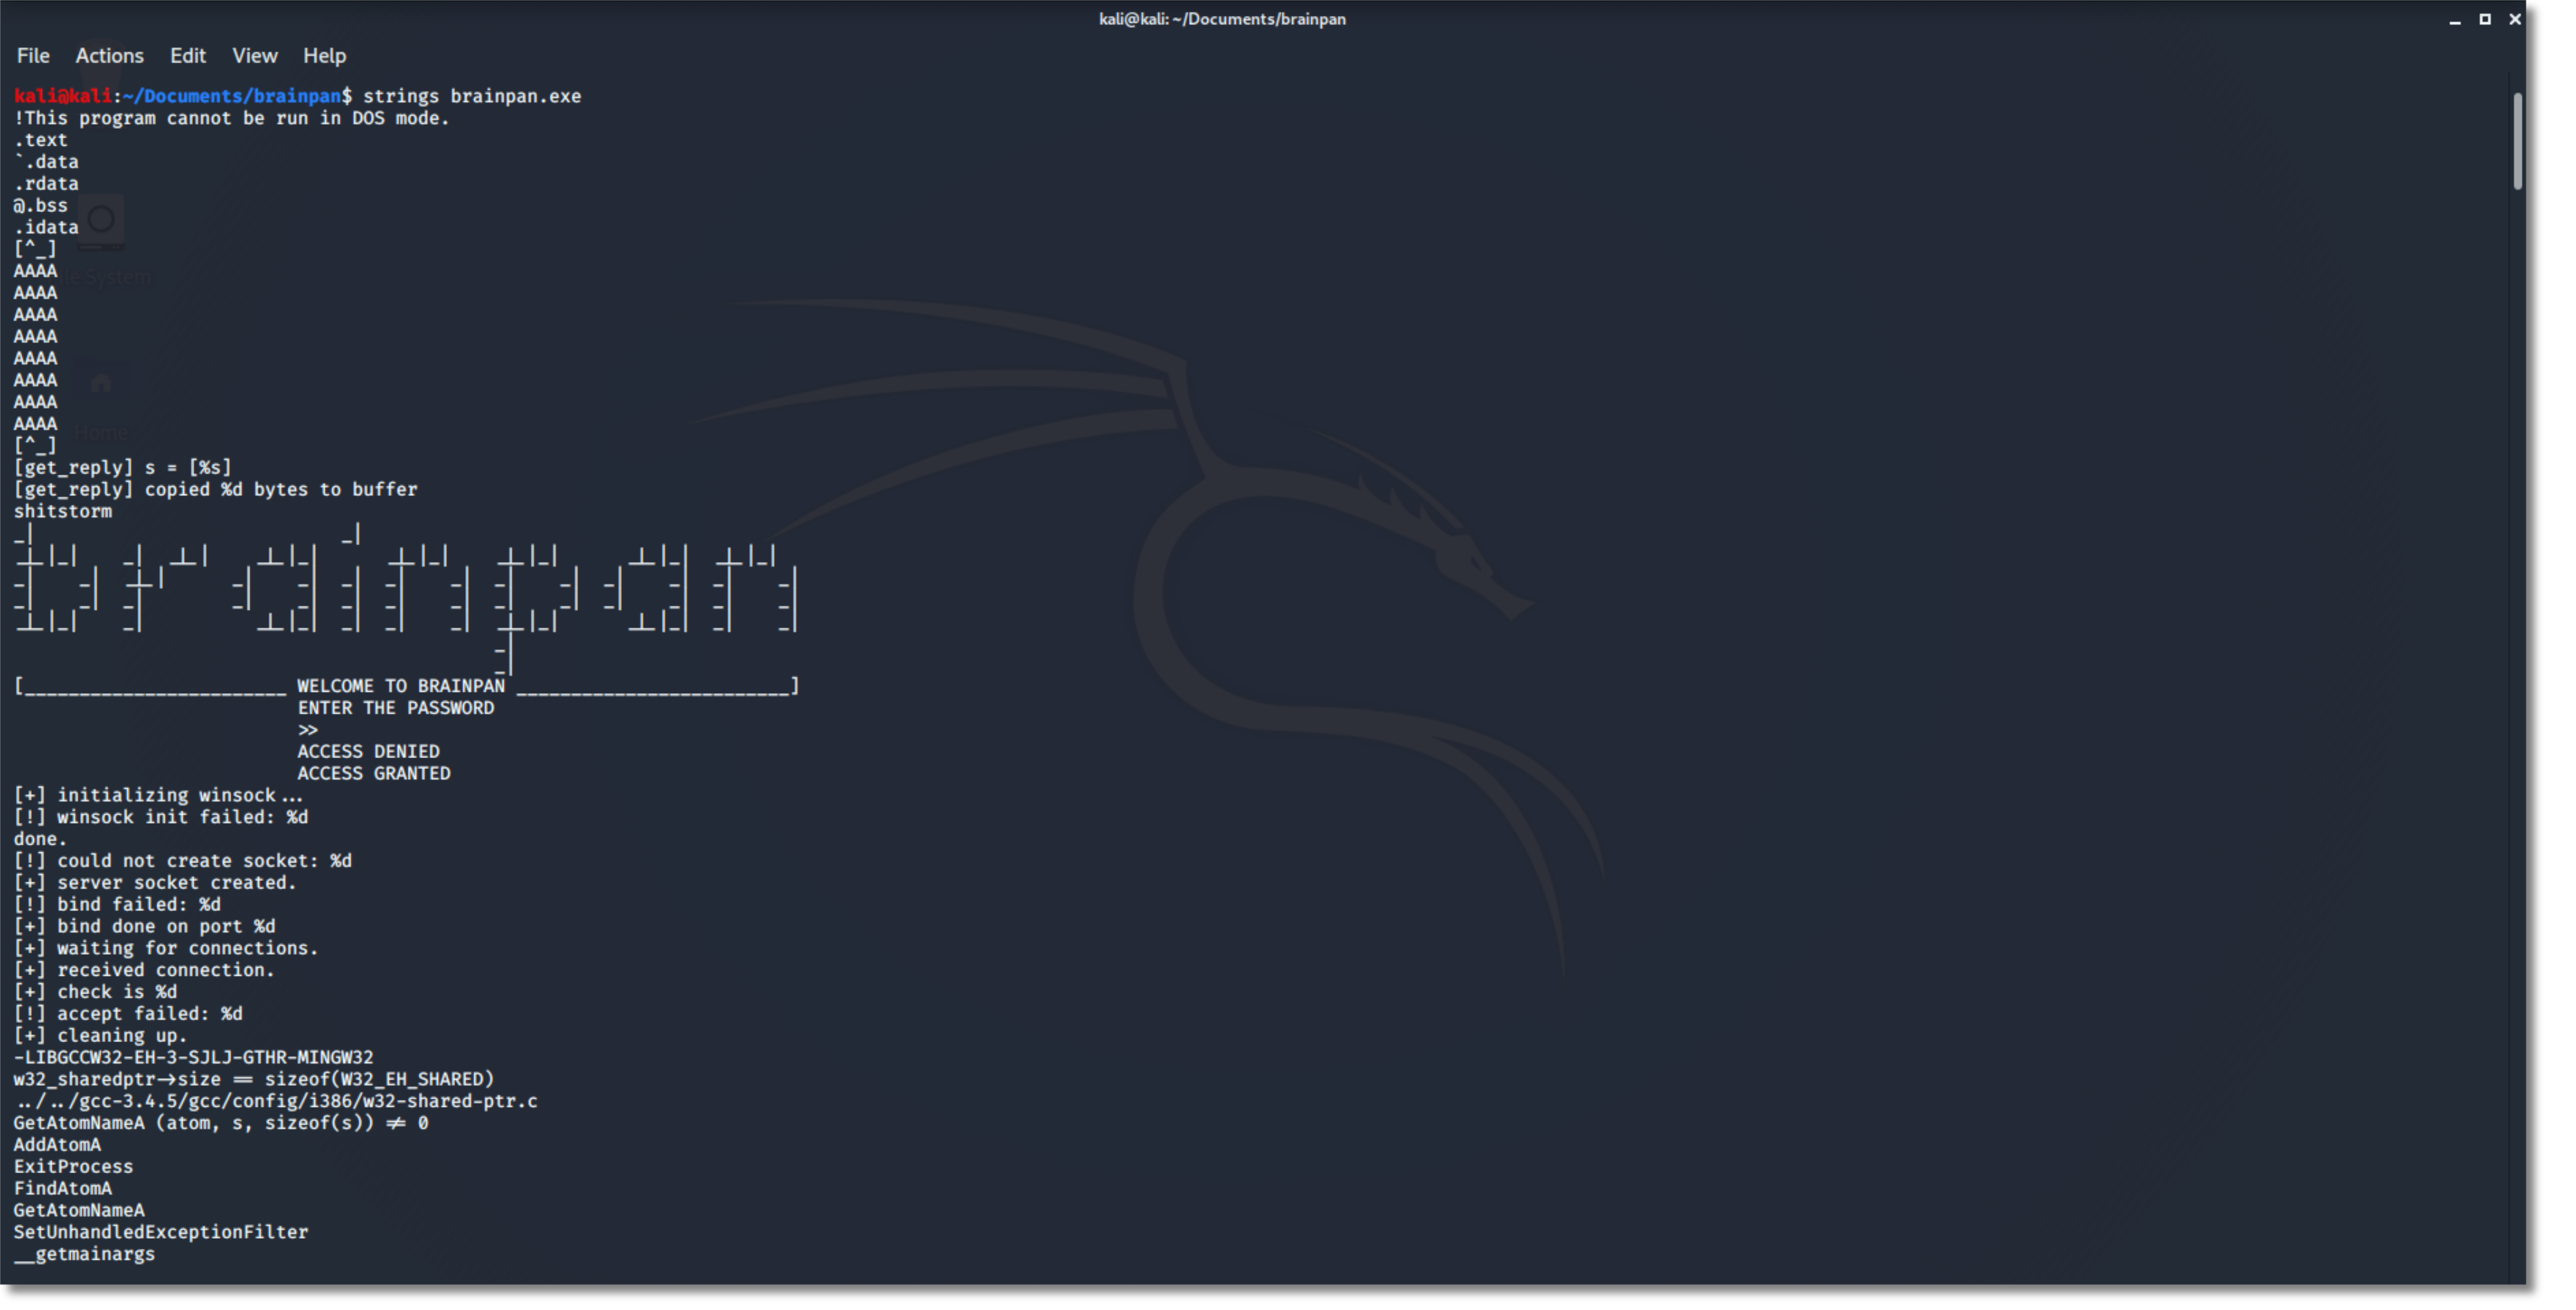 kali@kali: ~/Documents/brainpan
File Actions Edit View Help
kali@kali:~/Documents/brainpan$ strings brainpan.exe
!This program cannot be run in DOS mode.
.text
`.data
.rdata
@.bss
.idata
[^_]
AAAA
AAAA
AAAA
AAAA
AAAA
AAAA
AAAA
AAAA
[^_]
[get_reply] s = [%s]
[get_reply] copied %d bytes to buffer
shitstorm
brainpan
[________________________ WELCOME TO BRAINPAN _________________________]
ENTER THE PASSWORD
>>
ACCESS DENIED
ACCESS GRANTED
[+] initializing winsock...
[!] winsock init failed: %d
done.
[!] could not create socket: %d
[+] server socket created.
[!] bind failed: %d
[+] bind done on port %d
[+] waiting for connections.
[+] received connection.
[+] check is %d
[!] accept failed: %d
[+] cleaning up.
-LIBGCCW32-EH-3-SJLJ-GTHR-MINGW32
w32_sharedptr->size == sizeof(W32_EH_SHARED)
../../gcc-3.4.5/gcc/config/i386/w32-shared-ptr.c
GetAtomNameA (atom, s, sizeof(s)) != 0
AddAtomA
ExitProcess
FindAtomA
GetAtomNameA
SetUnhandledExceptionFilter
__getmainargs